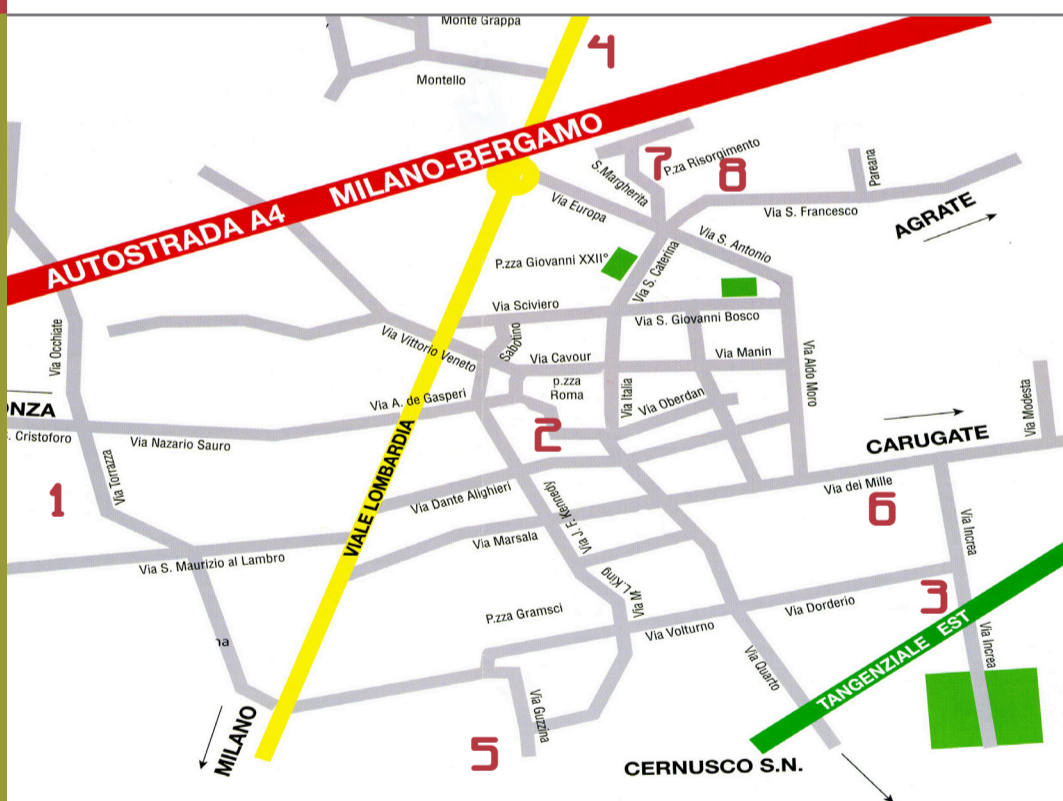 Monte Grappa
4
Montello
AUTOSTRADA A4 MILANO-BERGAMO
7
P.za Risorgimento
8
S.Margherita
Pareana
Via Europa
Via S. Francesco
AGRATE
Via S. Antonio
P.zza Giovanni XXII°
Via S. Caterina
Via Sciviero
Via S. Giovanni Bosco
Via Occhiate
Via Vittorio Veneto
Sabotino
Via Cavour
Via Manin
Via Aldo Moro
p.zza
Roma
Via Italia
Via Oberdan
Via A. de Gasperi
Via Modesta
NZA
Cristoforo
Via Nazario Sauro
2
CARUGATE
VIALE LOMBARDIA
Via Torrazza
1
Via Dante Alighieri
Via dei Mille
6
Via J. F. Kennedy
Via Marsala
Via Increa
Via S. Maurizio al Lambro
Via M. L. King
3
P.zza Gramsci
Via Dorderio
na
Via Volturno
TANGENZIALE EST
Via Increa
Via Quarto
Via Guzzina
MILANO
5
CERNUSCO S.N.